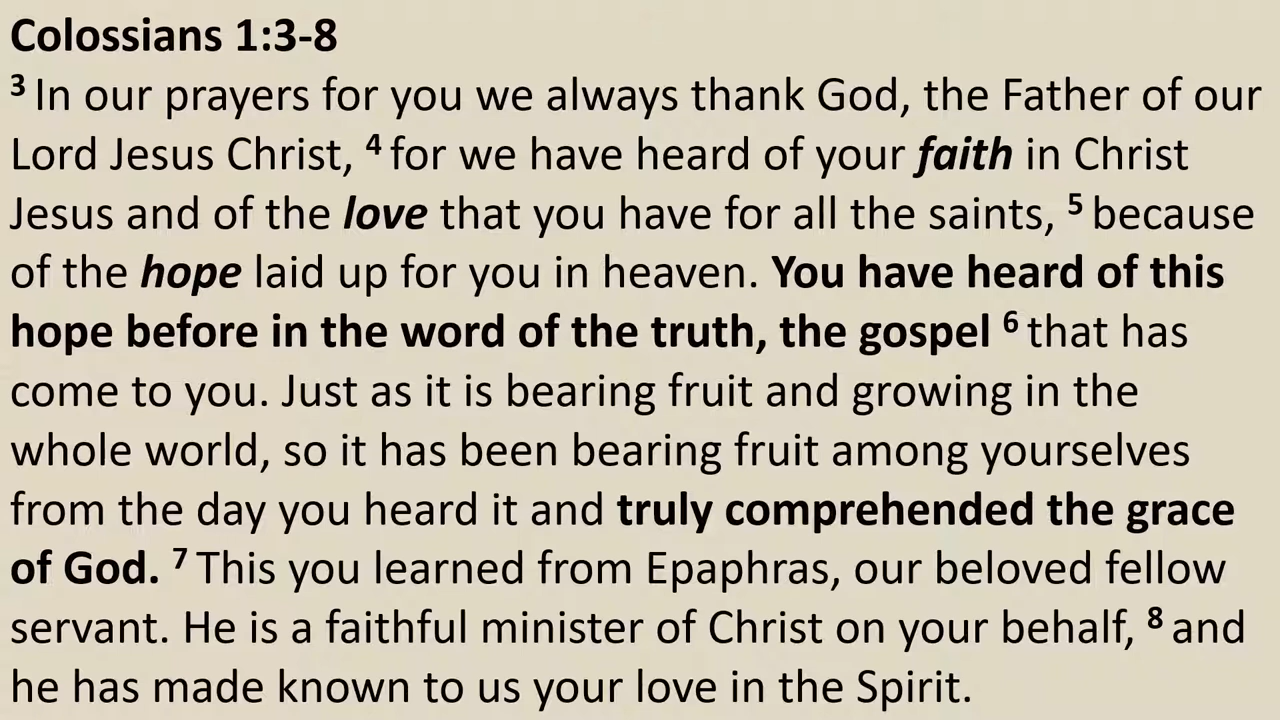 Colossians 1:3-8
3 In our prayers for you we always thank God, the Father of our
Lord Jesus Christ, 4 for we have heard of your faith in Christ
Jesus and of the love that you have for all the saints, 5 because
of the hope laid up for you in heaven. You have heard of this
hope before in the word of the truth, the gospel 6 that has
come to you. Just as it is bearing fruit and growing in the
whole world, so it has been bearing fruit among yourselves
from the day you heard it and truly comprehended the grace
of God. 7 This you learned from Epaphras, our beloved fellow
servant. He is a faithful minister of Christ on your behalf, 8 and
he has made known to us your love in the Spirit.